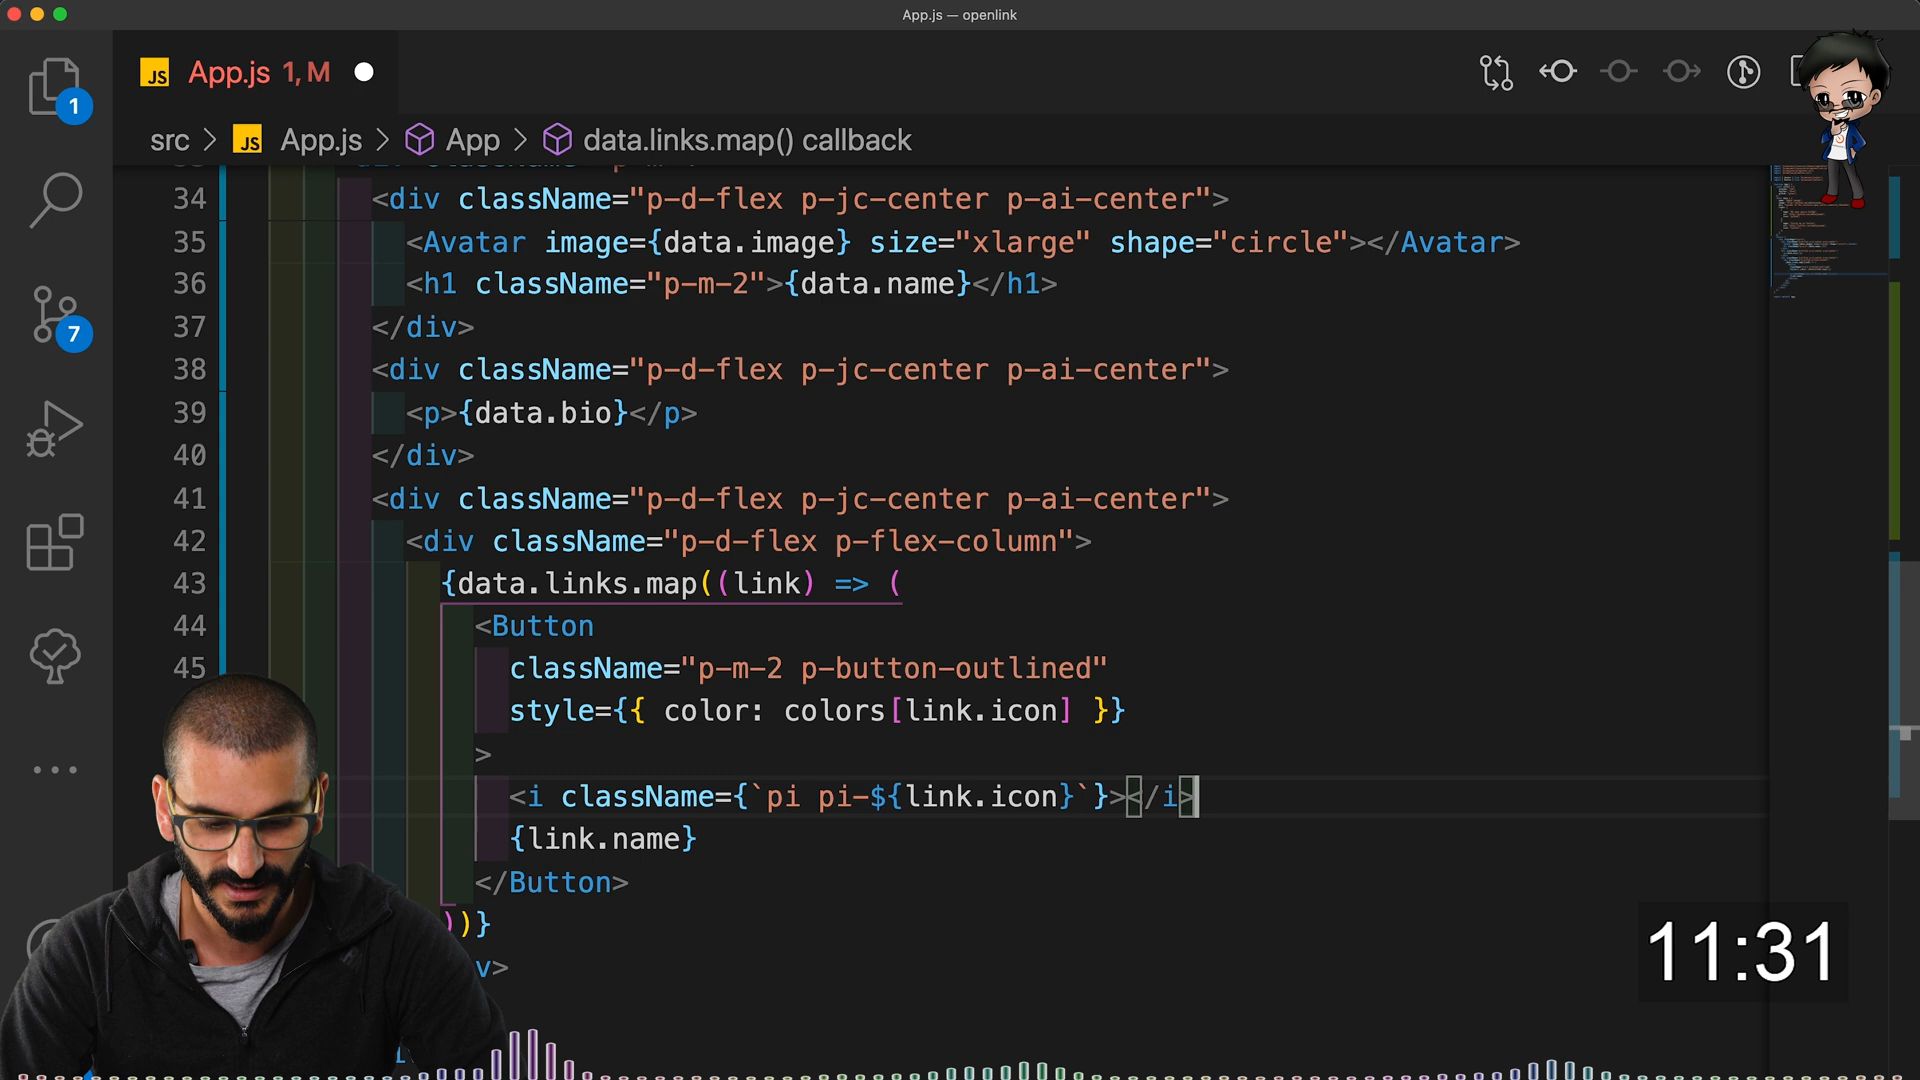 App.js — openlink
JS App.js 1, M
1
src > JS App.js > App > data.links.map() callback
34 <div className="p-d-flex p-jc-center p-ai-center">
35 <Avatar image={data.image} size="xlarge" shape="circle"></Avatar>
36 <h1 className="p-m-2">{data.name}</h1>
37 </div>
7
38 <div className="p-d-flex p-jc-center p-ai-center">
39 <p>{data.bio}</p>
40 </div>
41 <div className="p-d-flex p-jc-center p-ai-center">
42 <div className="p-d-flex p-flex-column">
43 {data.links.map((link) => (
44 <Button
45 className="p-m-2 p-button-outlined"
style={{ color: colors[link.icon] }}
>
<i className={`pi pi-${link.icon}`}></i>
{link.name}
</Button>
))}
v>
11:31